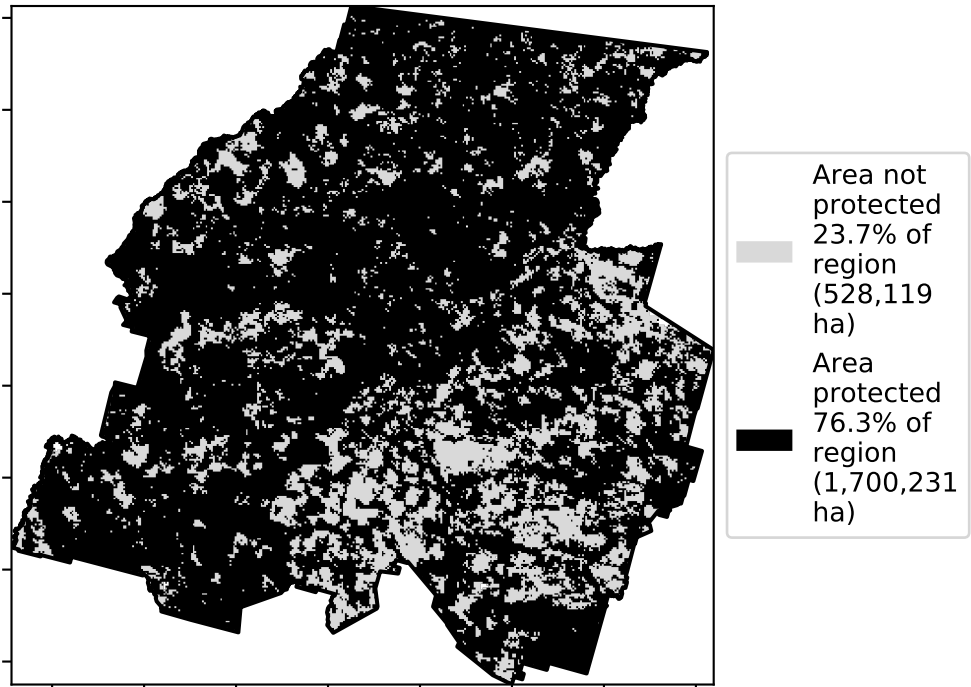 Area not
protected
23.7% of
region
(528,119
ha)
Area
protected
76.3% of
region
(1,700,231
ha)